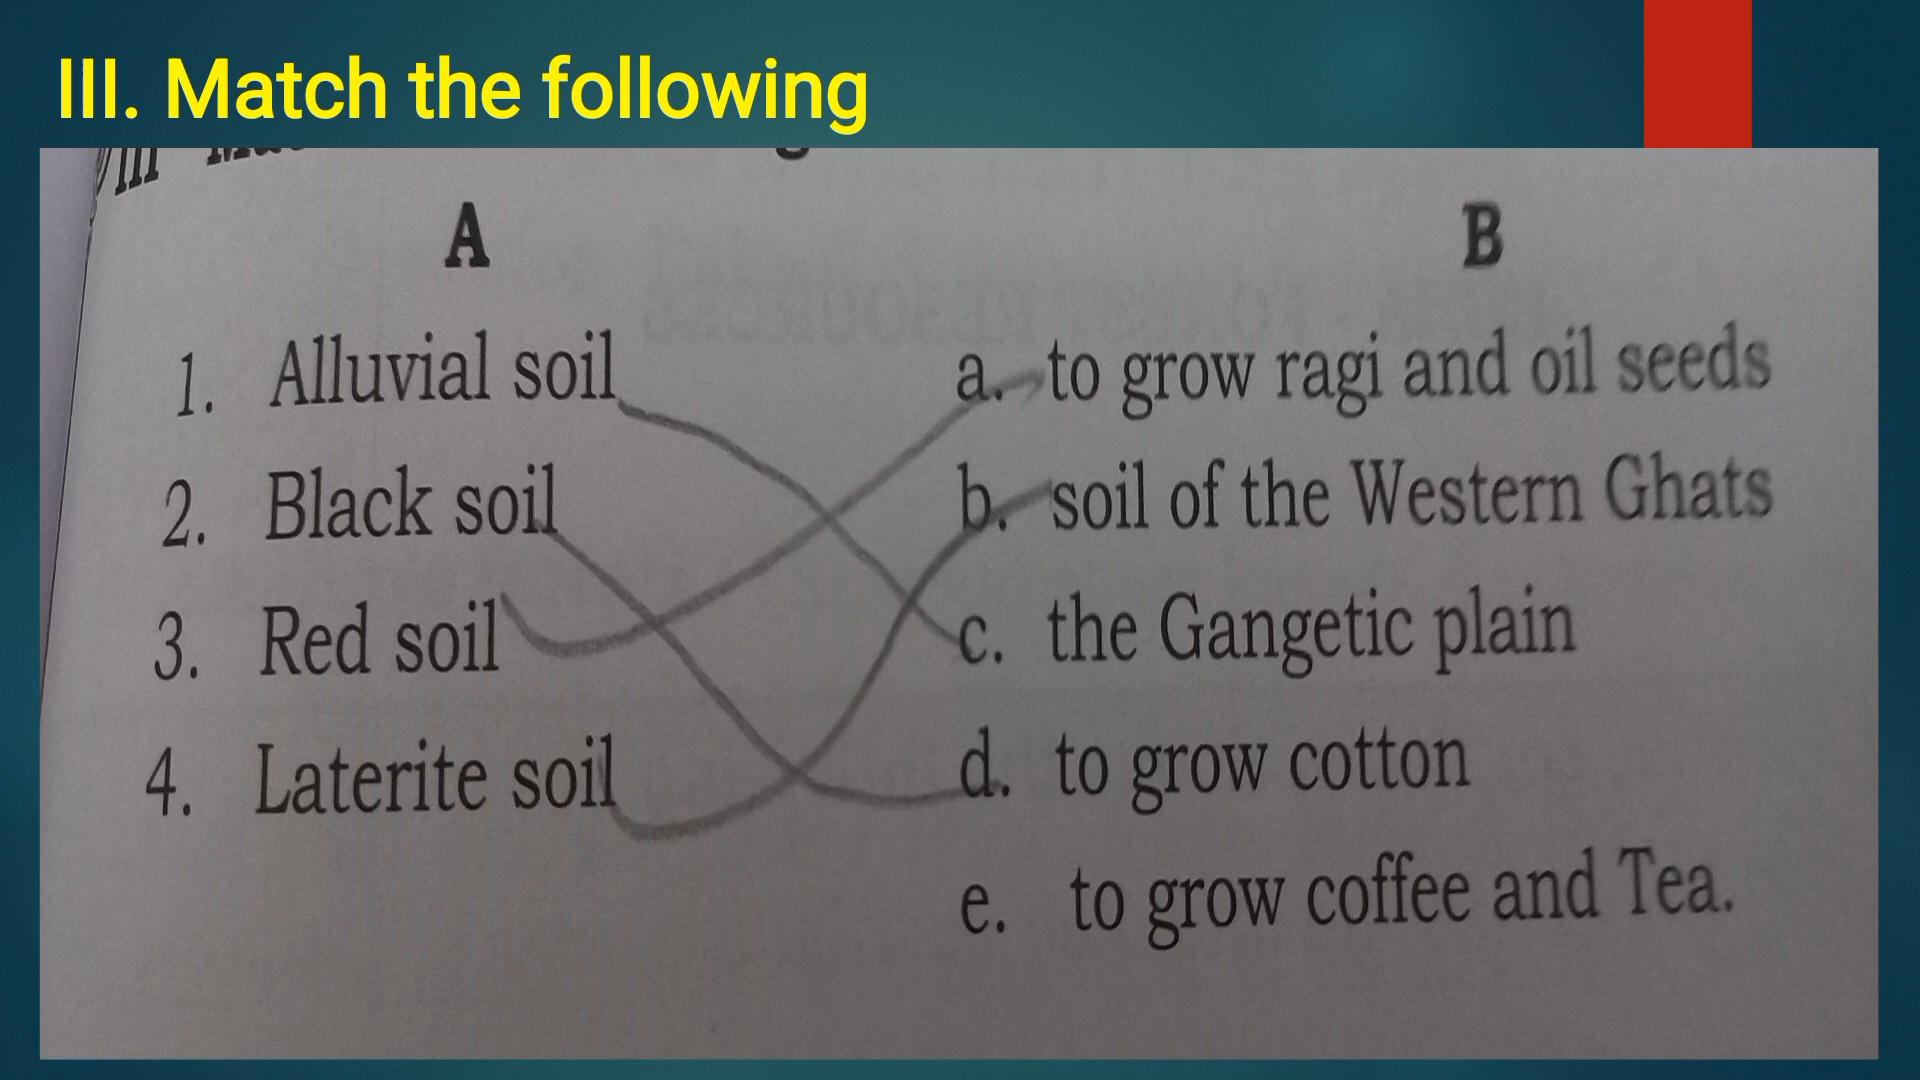 III. Match the following
III
A B
1. Alluvial soil a. to grow ragi and oil seeds
2. Black soil b. soil of the Western Ghats
3. Red soil c. the Gangetic plain
4. Laterite soil d. to grow cotton
e. to grow coffee and Tea.